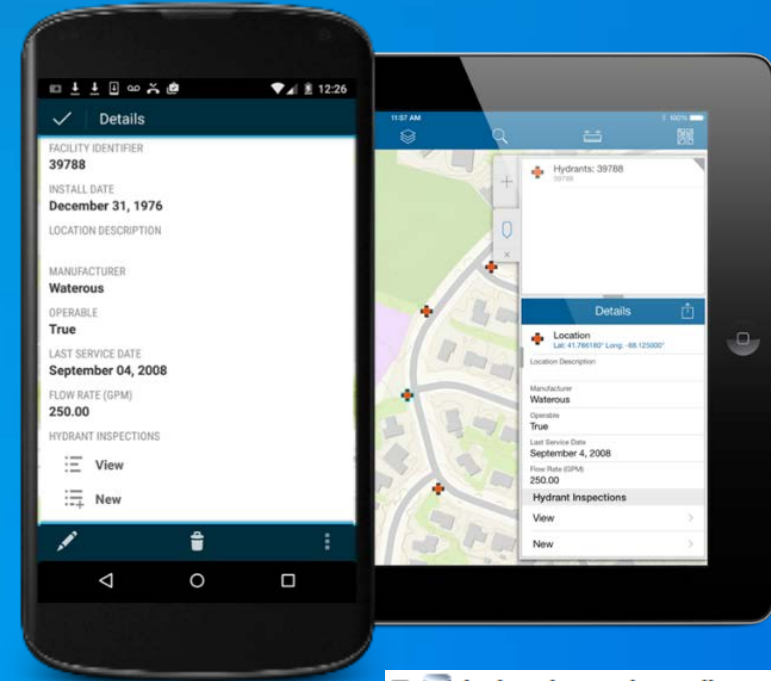 12:26
Details
FACILITY IDENTIFIER
39788
INSTALL DATE
December 31, 1976
LOCATION DESCRIPTION
MANUFACTURER
Waterous
OPERABLE
True
LAST SERVICE DATE
September 04, 2008
FLOW RATE (GPM)
250.00
HYDRANT INSPECTIONS
View
New
11:57 AM
100%
Hydrants: 39788
39788
Details
Location
Lat: 41.766180° Long: -88.125000°
Location Description
Manufacturer
Waterous
Operable
True
Last Service Date
September 4, 2008
Flow Rate (GPM)
250.00
Hydrant Inspections
View
New